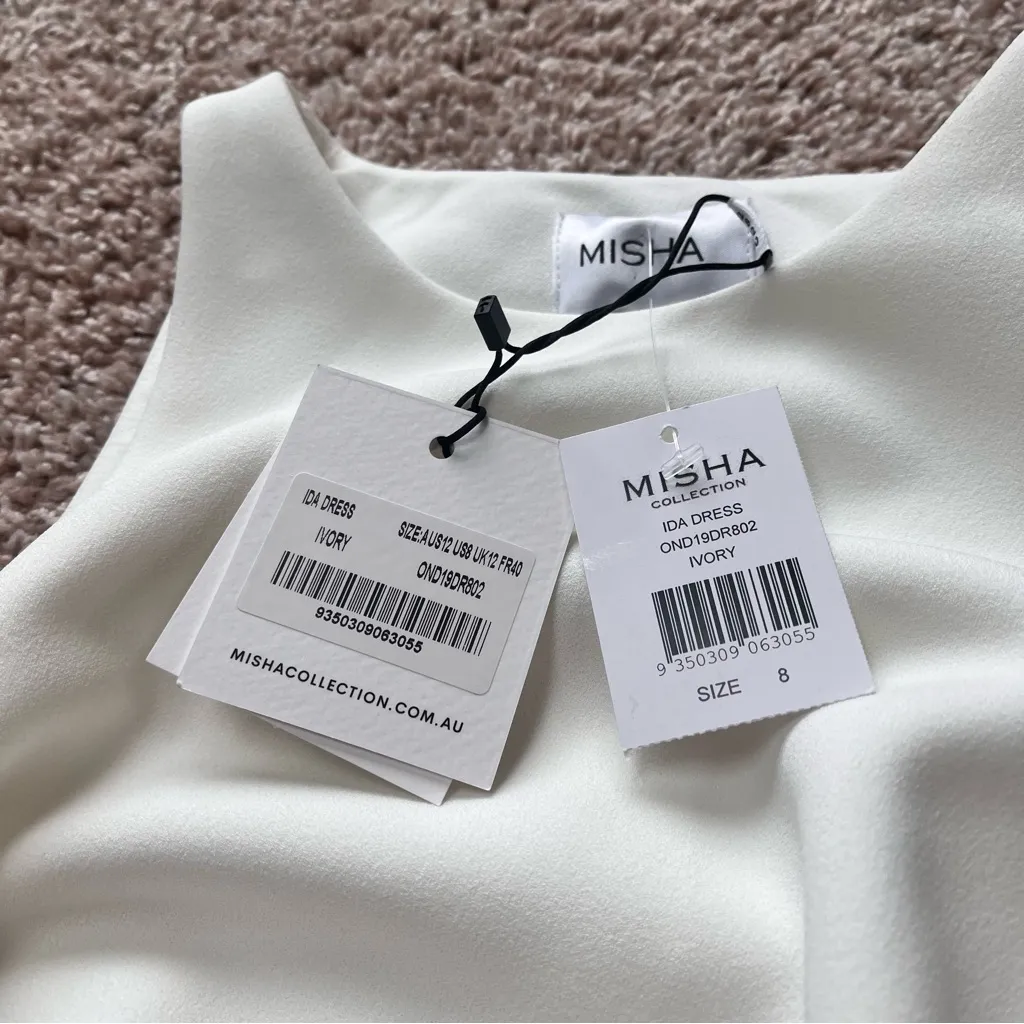 MISHA
IDA DRESS
IVORY
SIZE:AUS12 US8 UK12 FR40
OND19DR802
9350309063055
MISHACOLLECTION.COM.AU
MISHA
COLLECTION
IDA DRESS
OND19DR802
IVORY
9 350309 063055
SIZE 8